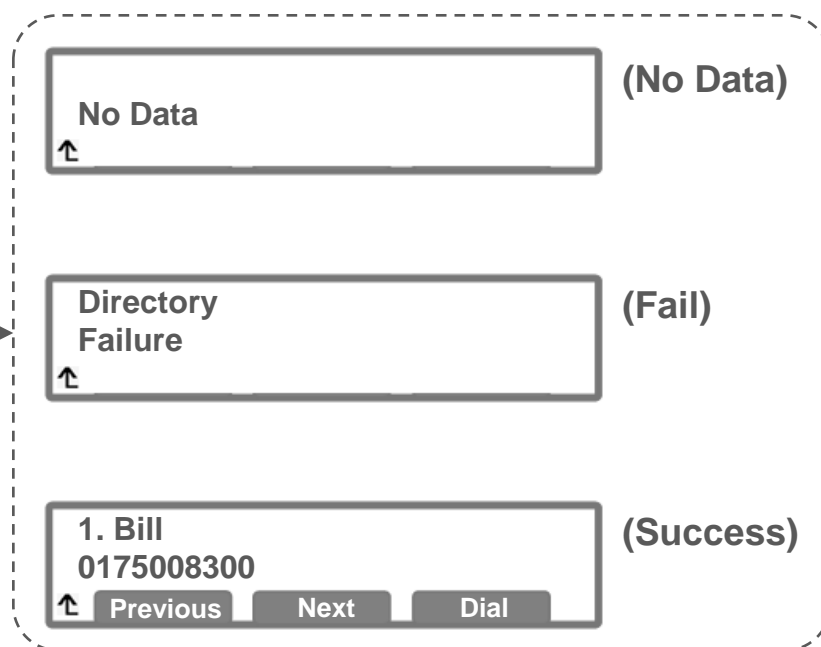 (No Data)
No Data
(Fail)
Directory
Failure
(Success)
1. Bill
0175008300
Previous Next Dial